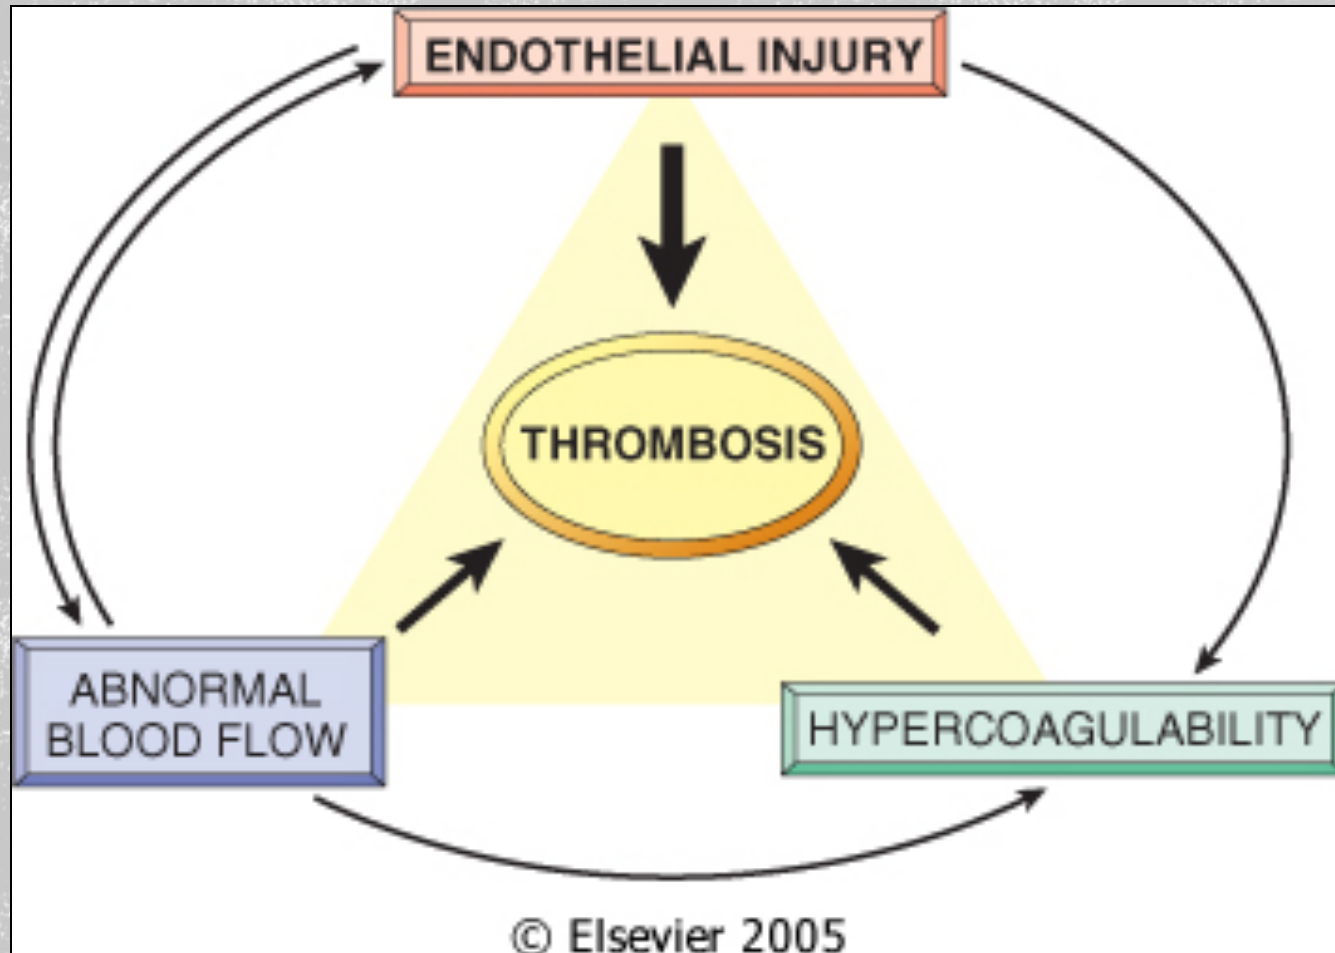 ENDOTHELIAL INJURY
THROMBOSIS
ABNORMAL
BLOOD FLOW
HYPERCOAGULABILITY
© Elsevier 2005